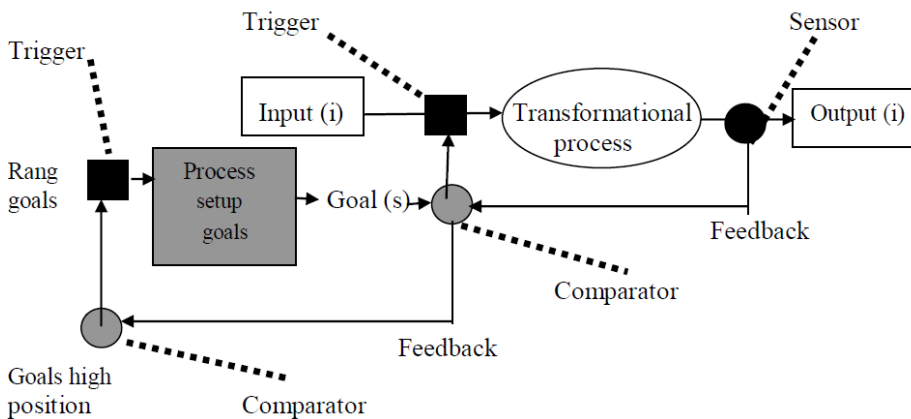 Trigger
Sensor
Trigger
Input (i)
Transformational
process
Output (i)
Rang
goals
Process
setup
goals
Goal (s)
Feedback
Comparator
Feedback
Goals high
position
Comparator